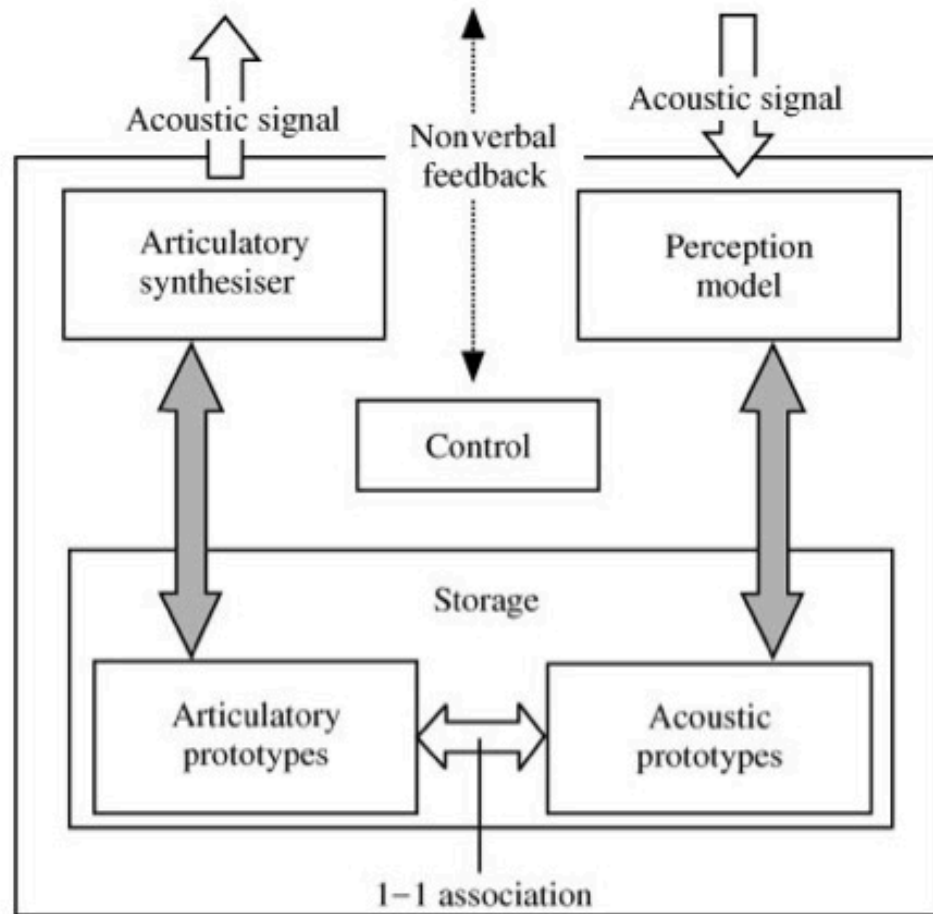 Acoustic signal
Nonverbal
feedback
Acoustic signal
Articulatory
synthesiser
Perception
model
Control
Storage
Articulatory
prototypes
Acoustic
prototypes
1–1 association